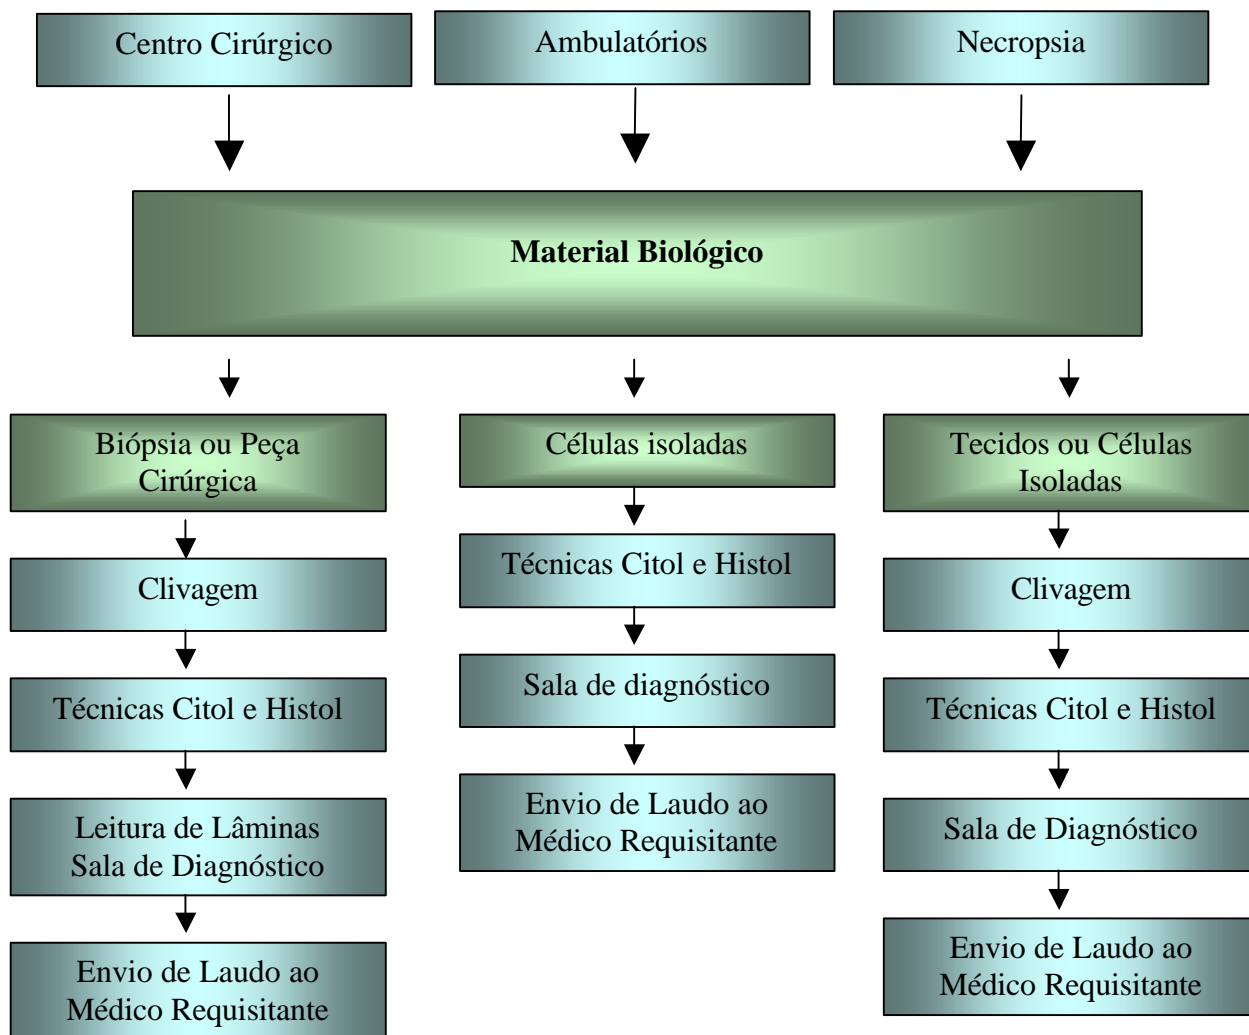 Centro Cirúrgico
Ambulatórios
Necropsia
Material Biológico
Biópsia ou Peça
Cirúrgica
Clivagem
Técnicas Citol e Histol
Leitura de Lâminas
Sala de Diagnóstico
Envio de Laudo ao
Médico Requisitante
Células isoladas
Técnicas Citol e Histol
Sala de diagnóstico
Envio de Laudo ao
Médico Requisitante
Tecidos ou Células
Isoladas
Clivagem
Técnicas Citol e Histol
Sala de Diagnóstico
Envio de Laudo ao
Médico Requisitante